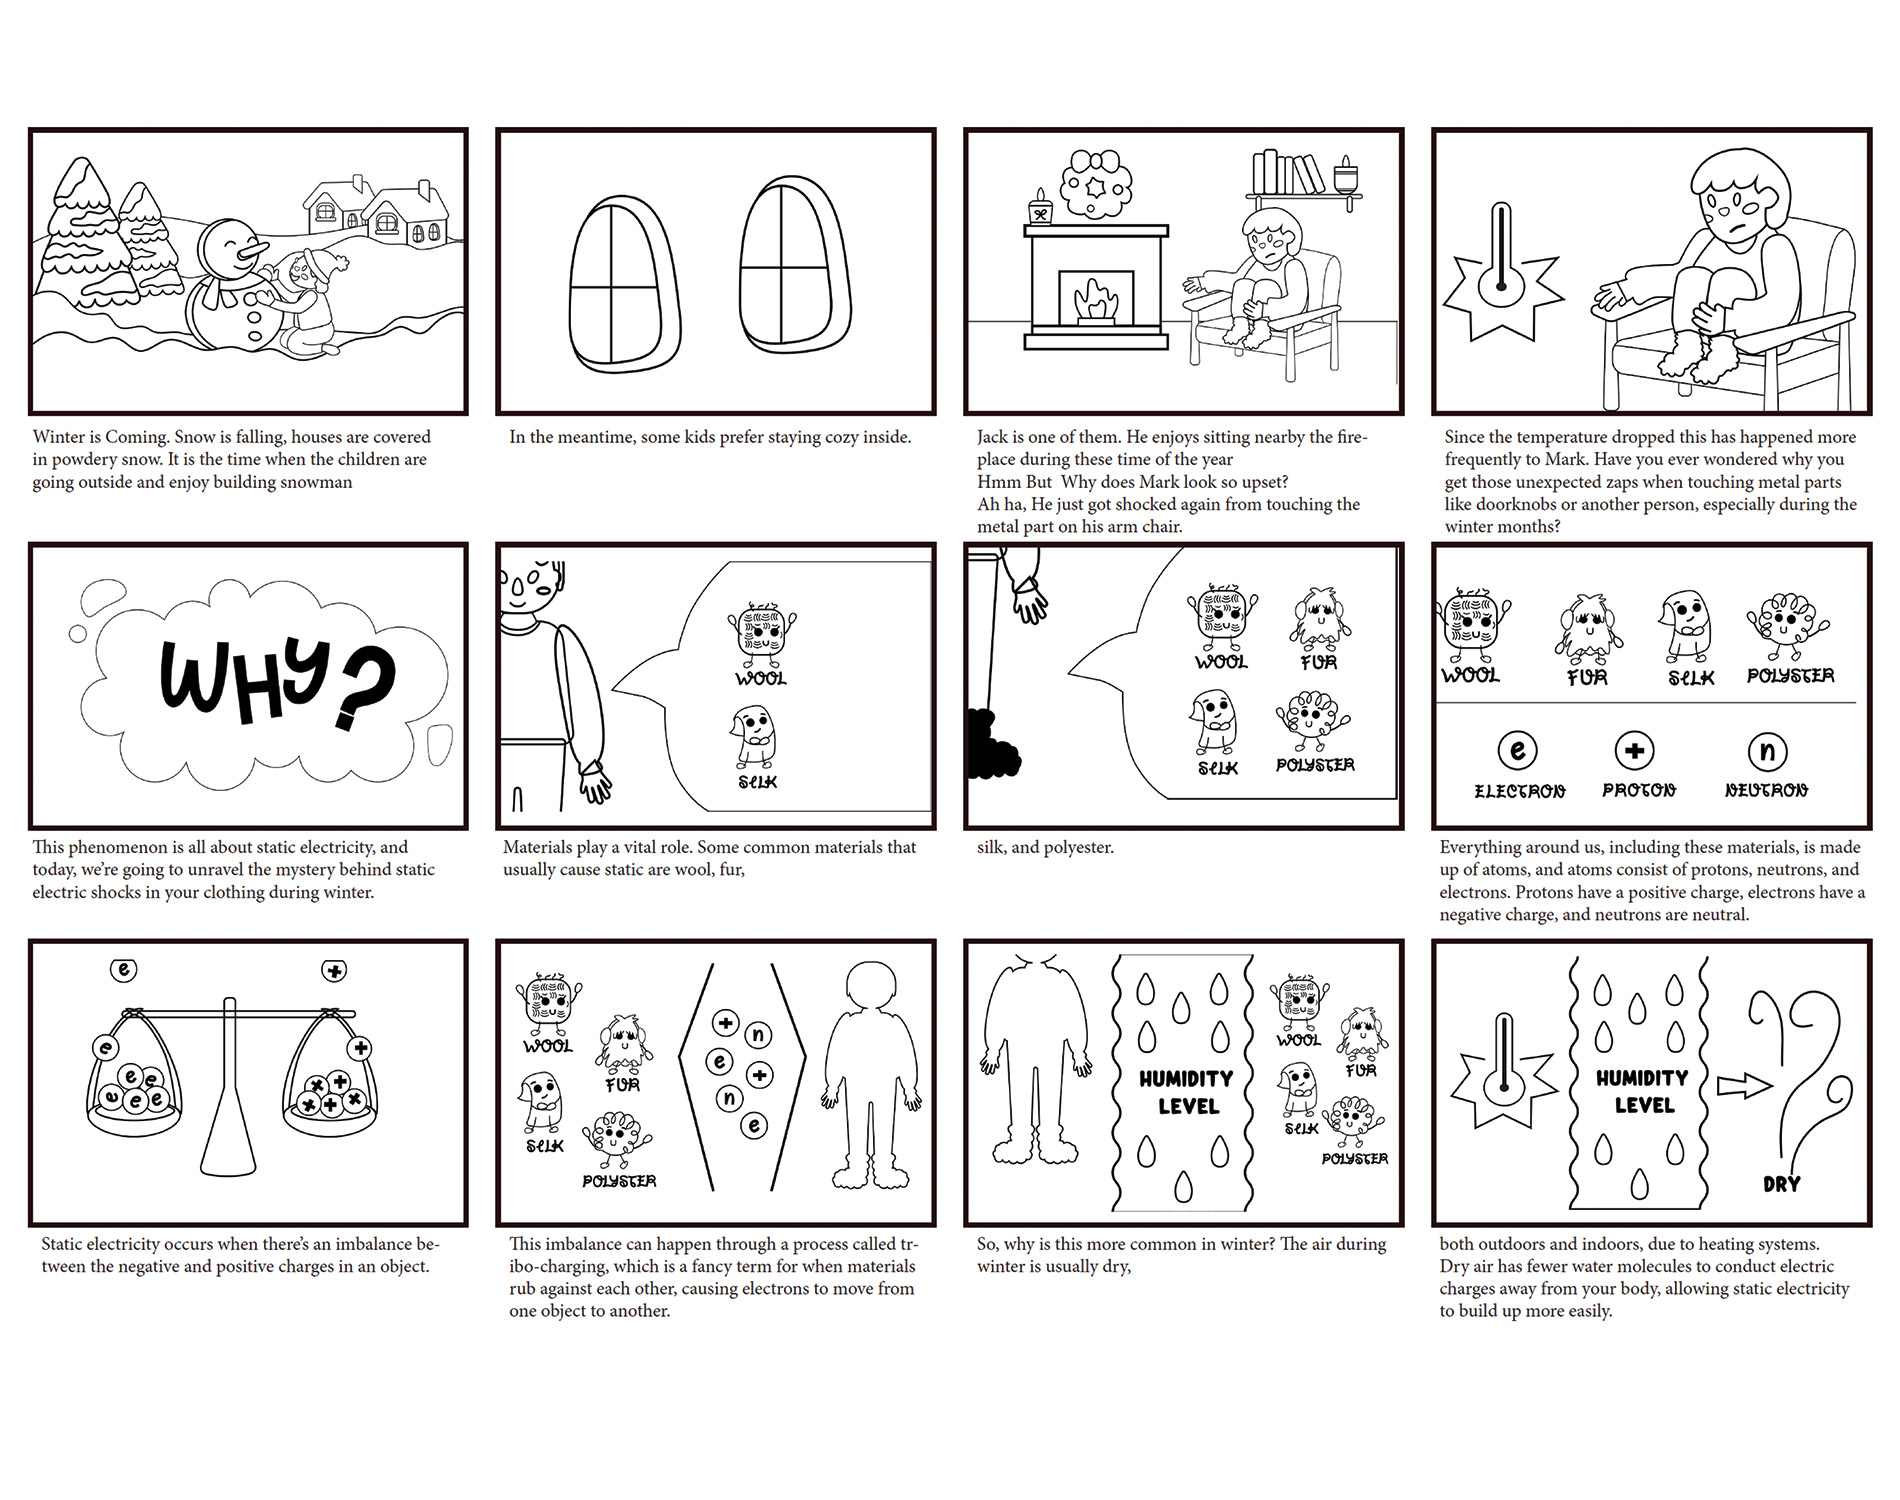 Winter is Coming. Snow is falling, houses are covered
in powdery snow. It is the time when the children are
going outside and enjoy building snowman
In the meantime, some kids prefer staying cozy inside.
Jack is one of them. He enjoys sitting nearby the fire-
place during these time of the year
Hmm But Why does Mark look so upset?
Ah ha, He just got shocked again from touching the
metal part on his arm chair.
Since the temperature dropped this has happened more
frequently to Mark. Have you ever wondered why you
get those unexpected zaps when touching metal parts
like doorknobs or another person, especially during the
winter months?
WHY?
This phenomenon is all about static electricity, and
today, we're going to unravel the mystery behind static
electric shocks in your clothing during winter.
WOOL
SILK
Materials play a vital role. Some common materials that
usually cause static are wool, fur,
WOOL FUR
SILK POLYSTER
silk, and polyester.
WOOL FUR SILK POLYSTER
e + n
ELECTRON PROTON NEUTRON
Everything around us, including these materials, is made
up of atoms, and atoms consist of protons, neutrons, and
electrons. Protons have a positive charge, electrons have a
negative charge, and neutrons are neutral.
e +
e +
e e + +
e e e + + +
Static electricity occurs when there's an imbalance be-
tween the negative and positive charges in an object.
WOOL
FUR
SILK
POLYSTER
+ n
e +
n
e
This imbalance can happen through a process called tr-
ibo-charging, which is a fancy term for when materials
rub against each other, causing electrons to move from
one object to another.
HUMIDITY
LEVEL
WOOL
FUR
SILK
POLYSTER
So, why is this more common in winter? The air during
winter is usually dry,
HUMIDITY
LEVEL
DRY
both outdoors and indoors, due to heating systems.
Dry air has fewer water molecules to conduct electric
charges away from your body, allowing static electricity
to build up more easily.